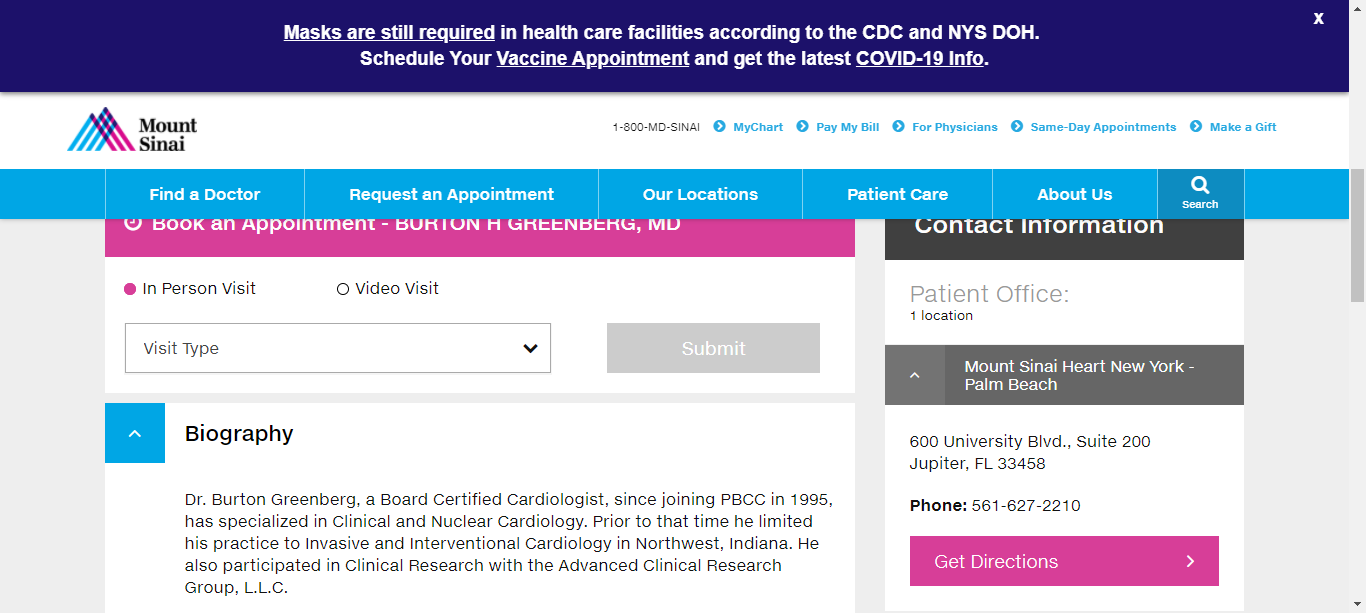 Masks are still required in health care facilities according to the CDC and NYS DOH.
Schedule Your Vaccine Appointment and get the latest COVID-19 Info.
X
Mount
Sinai
1-800-MD-SINAI MyChart Pay My Bill For Physicians Same-Day Appointments Make a Gift
Find a Doctor Request an Appointment Our Locations Patient Care About Us Search
Book an Appointment - BURTON H GREENBERG, MD
In Person Visit Video Visit
Visit Type Submit
Biography
Dr. Burton Greenberg, a Board Certified Cardiologist, since joining PBCC in 1995,
has specialized in Clinical and Nuclear Cardiology. Prior to that time he limited
his practice to Invasive and Interventional Cardiology in Northwest, Indiana. He
also participated in Clinical Research with the Advanced Clinical Research
Group, L.L.C.
Contact Information
Patient Office:
1 location
Mount Sinai Heart New York -
Palm Beach
600 University Blvd., Suite 200
Jupiter, FL 33458
Phone: 561-627-2210
Get Directions